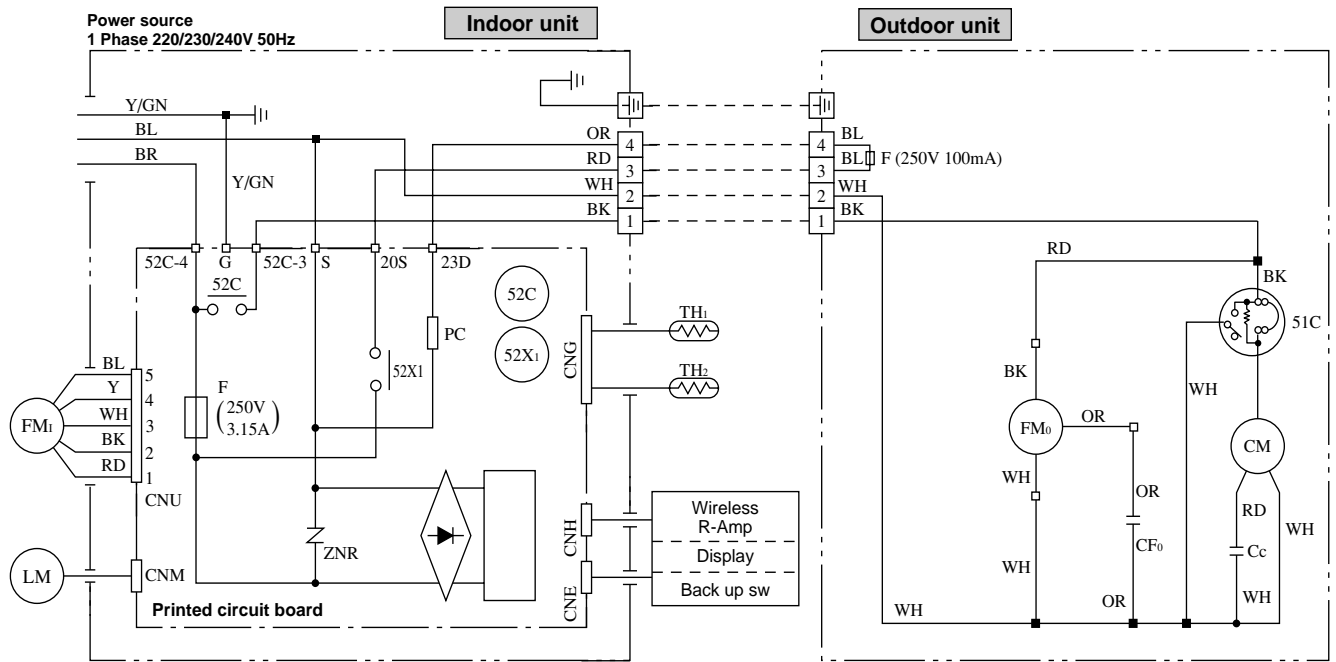 Power source
1 Phase 220/230/240V 50Hz
Indoor unit
Outdoor unit
Y/GN
BL
BR
Y/GN
OR
RD
WH
BK
4
3
2
1
4
3
2
1
BL
BL
F (250V 100mA)
WH
BK
52C-4
G
52C-3
S
20S
23D
52C
52C
52X1
PC
52X1
F
(250V
3.15A)
CNG
TH1
TH2
BL
Y
WH
BK
RD
5
4
3
2
1
FMI
CNU
LM
CNM
ZNR
CNH
CNE
Wireless
R-Amp
Display
Back up sw
Printed circuit board
RD
BK
51C
BK
WH
FM0
OR
CM
WH
OR
RD
WH
CF0
Cc
WH
WH
OR
WH